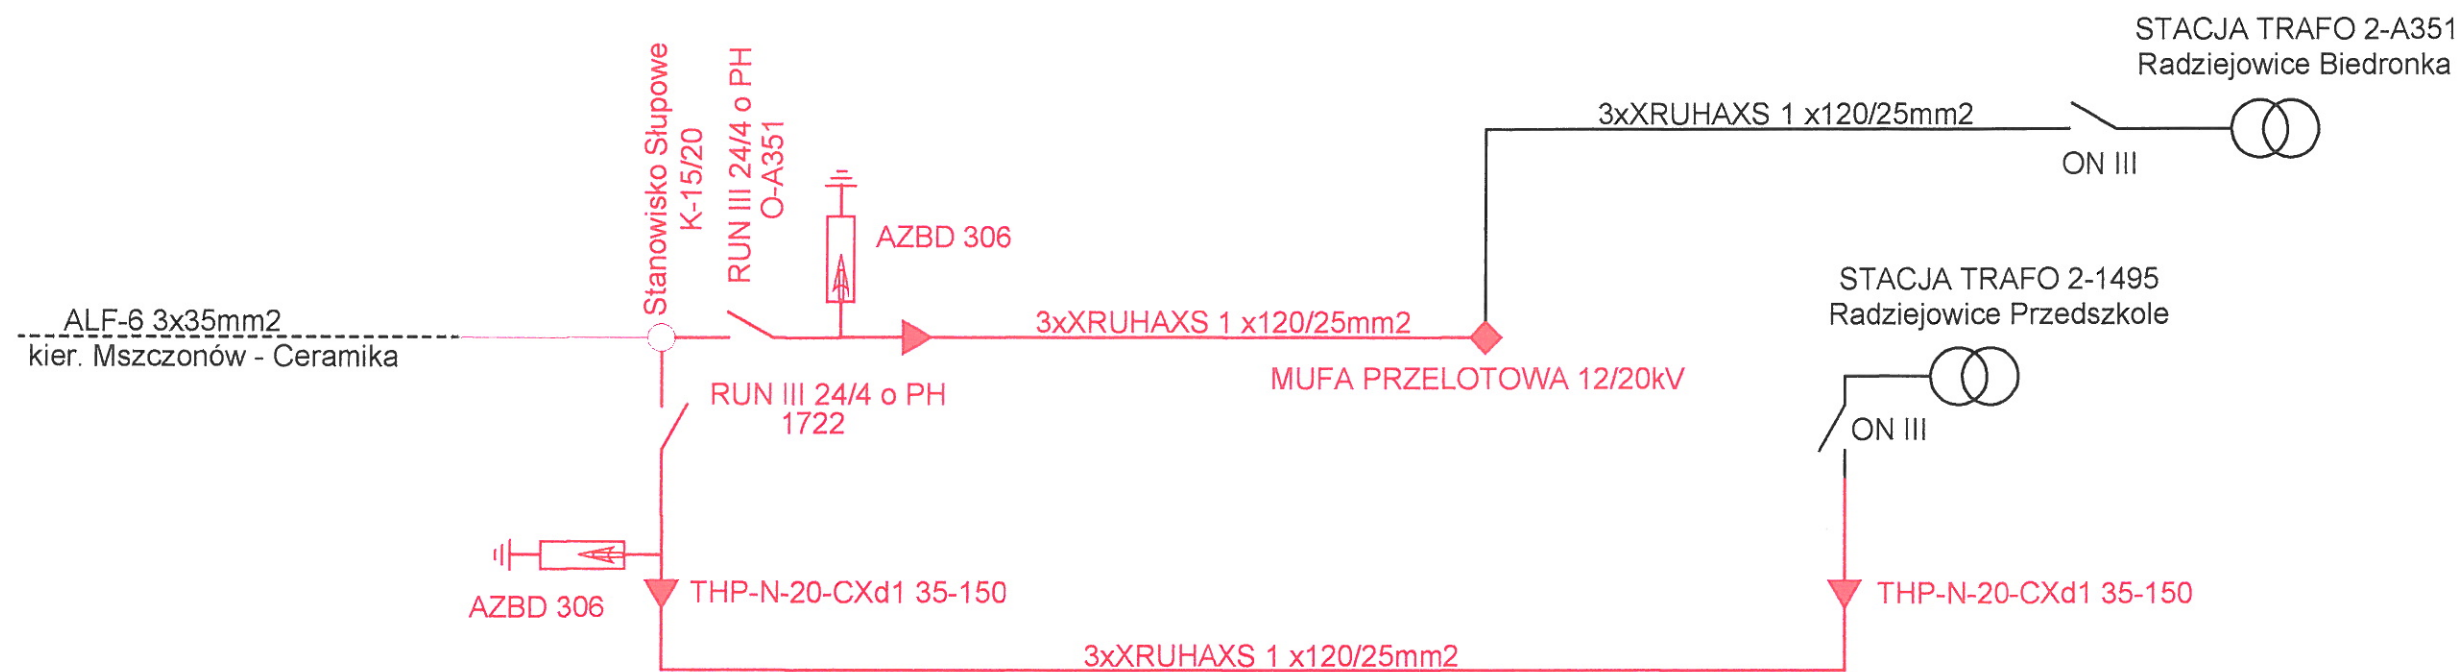 STACJA TRAFO 2-A351
Radziejowice Biedronka
3xXRUHAXS 1 x120/25mm2
ON III
Stanowisko Słupowe
K-15/20
RUN III 24/4 o PH
O-A351
AZBD 306
STACJA TRAFO 2-1495
Radziejowice Przedszkole
ALF-6 3x35mm2
kier. Mszczonów - Ceramika
3xXRUHAXS 1 x120/25mm2
MUFA PRZELOTOWA 12/20kV
RUN III 24/4 o PH
1722
ON III
AZBD 306
THP-N-20-CXd1 35-150
THP-N-20-CXd1 35-150
3xXRUHAXS 1 x120/25mm2